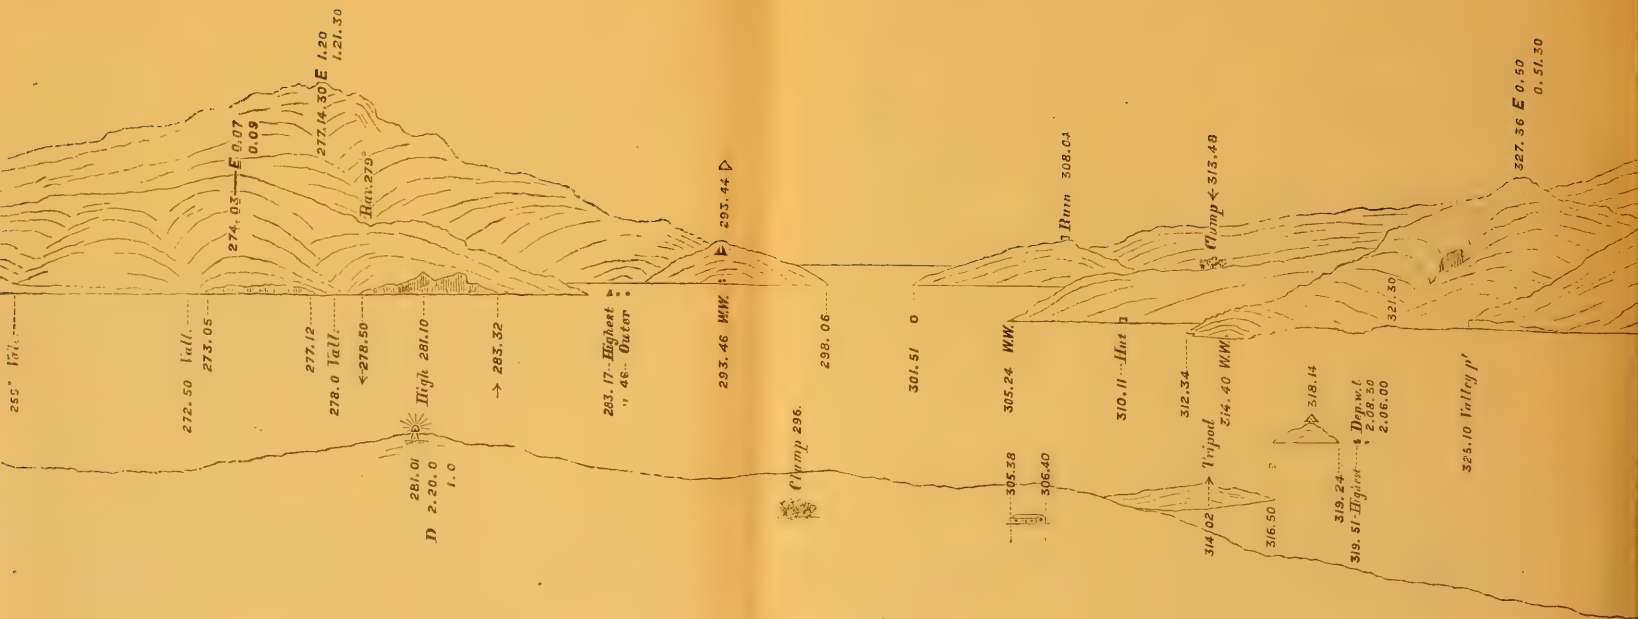 255°
272.50 Vall.
273.05
274.03 E 0.07
0.09
277.14.30 E 1.20
1.21.30
Rav. 279°
277.12
278.0 Vall.
← 278.50
High 281.10
→ 283.32
281.01
D 2.20.0
1.0
283.17 Highest
" 46 Outer
293.44
293.46 W.W.
Clump 296.
298.06
301.51
305.24 W.W.
305.38
306.40
Ruin 308.04
310.11 Hut
312.34
Clump ← 313.48
314.40 W.W.
314.02 → Tripod
316.50
318.14
319.24
319.51 Highest Dep. w.l.
2.08.30
2.06.00
321.30
325.10 Valley p'
327.36 E 0.50
0.51.30